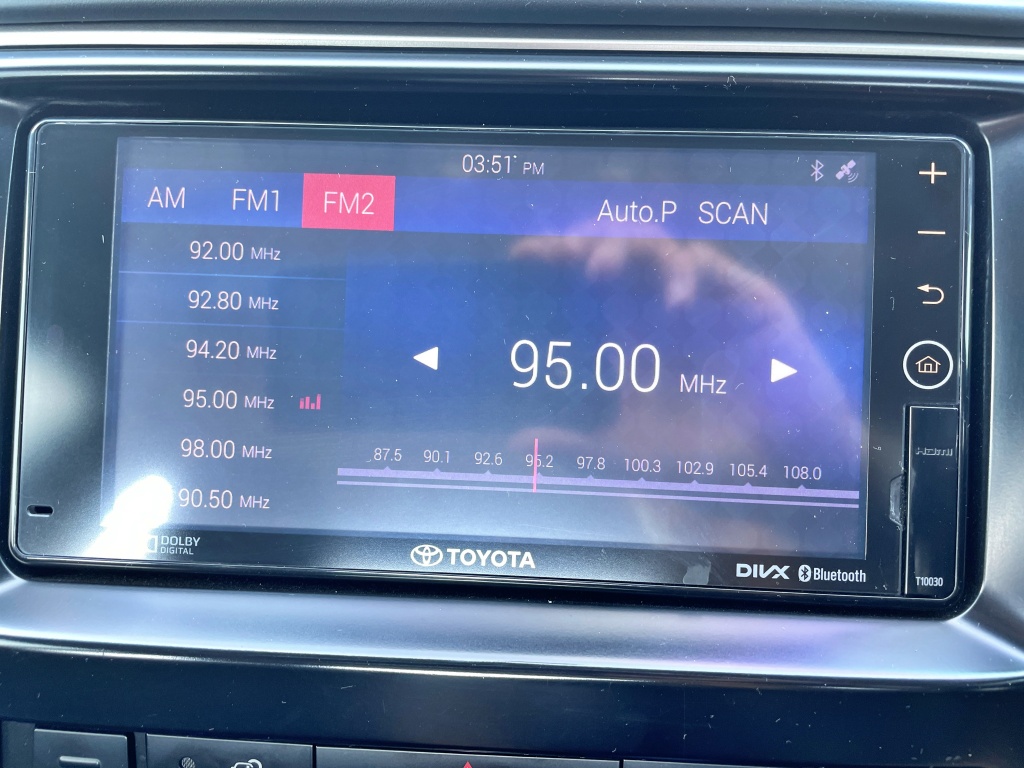 03:51 PM
AM FM1 FM2 Auto.P SCAN
92.00 MHz
92.80 MHz
94.20 MHz
95.00 MHz
98.00 MHz
90.50 MHz
95.00 MHz
87.5 90.1 92.6 95.2 97.8 100.3 102.9 105.4 108.0
HDMI
DOLBY
DIGITAL
TOYOTA
DIVX Bluetooth
T10030